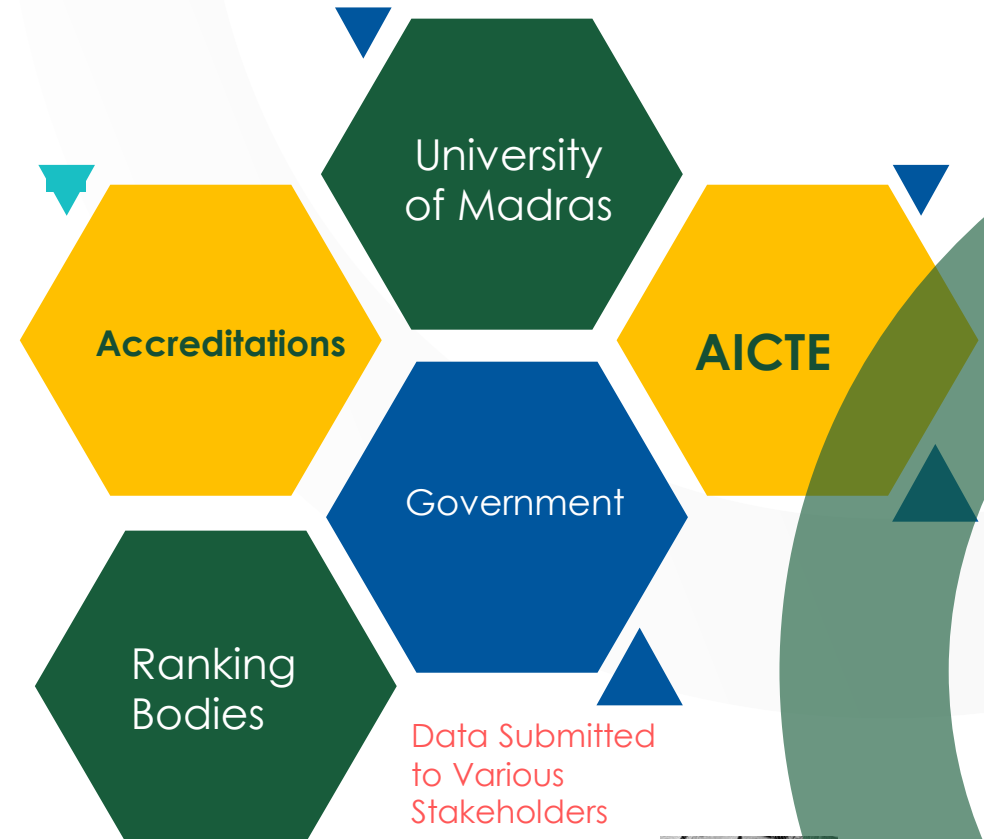 University
of Madras
Accreditations
AICTE
Government
Ranking
Bodies
Data Submitted
to Various
Stakeholders